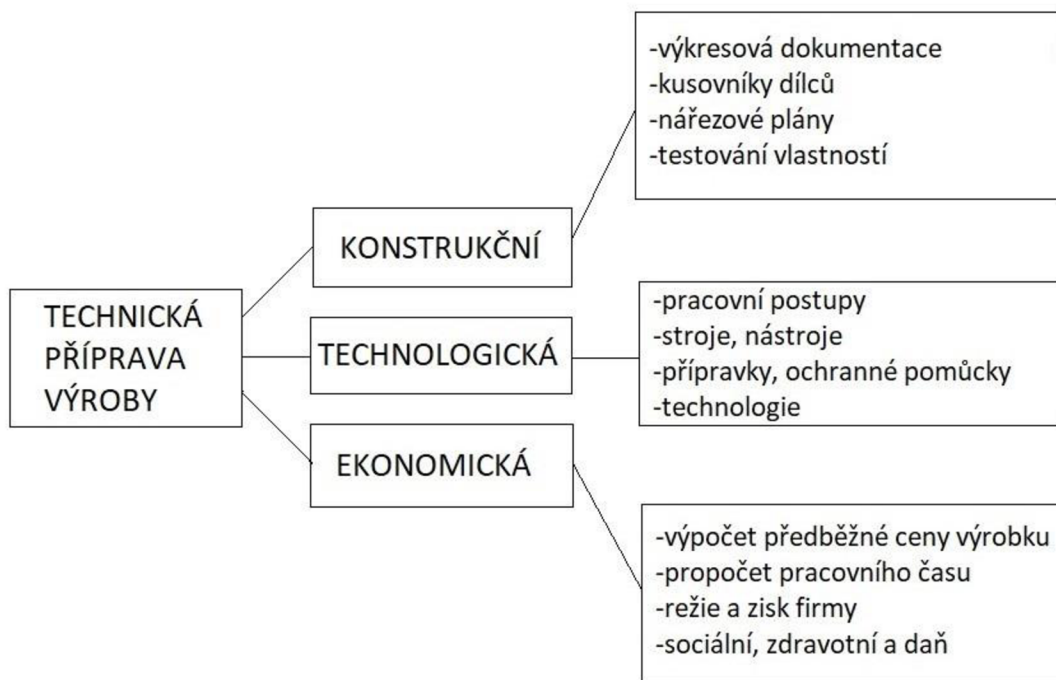 TECHNICKÁ
PŘÍPRAVA
VÝROBY
KONSTRUKČNÍ
-výkresová dokumentace
-kusovníky dílců
-nářezové plány
-testování vlastností
TECHNOLOGICKÁ
-pracovní postupy
-stroje, nástroje
-přípravky, ochranné pomůcky
-technologie
EKONOMICKÁ
-výpočet předběžné ceny výrobku
-propočet pracovního času
-režie a zisk firmy
-sociální, zdravotní a daň